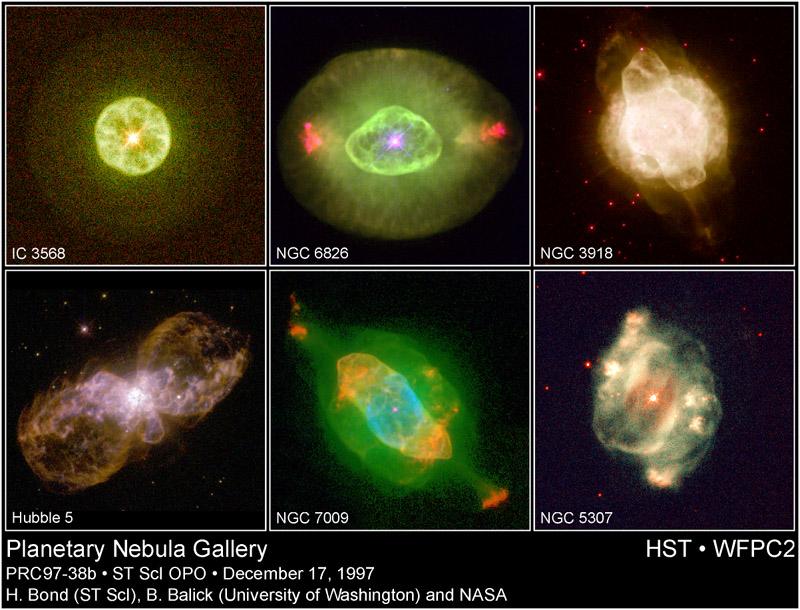 IC 3568
NGC 6826
NGC 3918
Hubble 5
NGC 7009
NGC 5307
Planetary Nebula Gallery
HST • WFPC2
PRC97-38b • ST ScI OPO • December 17, 1997
H. Bond (ST ScI), B. Balick (University of Washington) and NASA